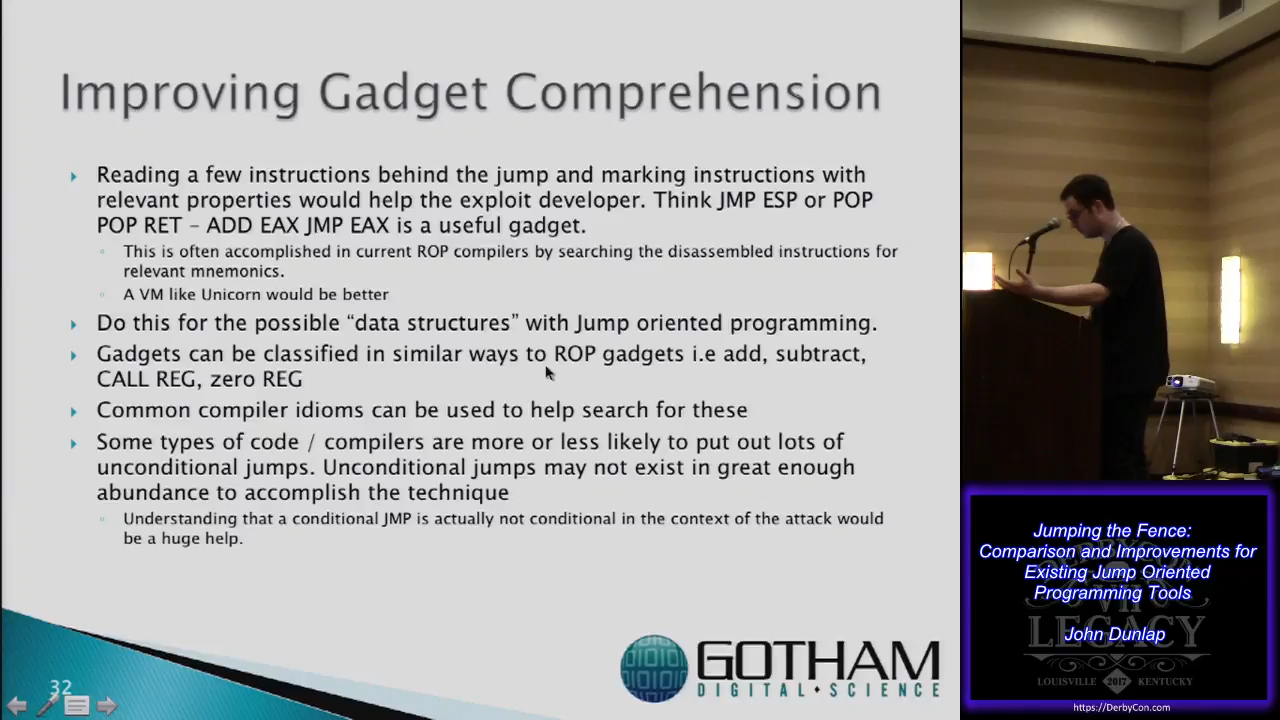 Improving Gadget Comprehension
Reading a few instructions behind the jump and marking instructions with
relevant properties would help the exploit developer. Think JMP ESP or POP
POP RET – ADD EAX JMP EAX is a useful gadget.
This is often accomplished in current ROP compilers by searching the disassembled instructions for
relevant mnemonics.
A VM like Unicorn would be better
Do this for the possible “data structures” with Jump oriented programming.
Gadgets can be classified in similar ways to ROP gadgets i.e add, subtract,
CALL REG, zero REG
Common compiler idioms can be used to help search for these
Some types of code / compilers are more or less likely to put out lots of
unconditional jumps. Unconditional jumps may not exist in great enough
abundance to accomplish the technique
Understanding that a conditional JMP is actually not conditional in the context of the attack would
be a huge help.
32
GOTHAM
DIGITAL SCIENCE
Jumping the Fence:
Comparison and Improvements for
Existing Jump Oriented
Programming Tools
John Dunlap
LEGACY
LOUISVILLE 2017 KENTUCKY
https://DerbyCon.com